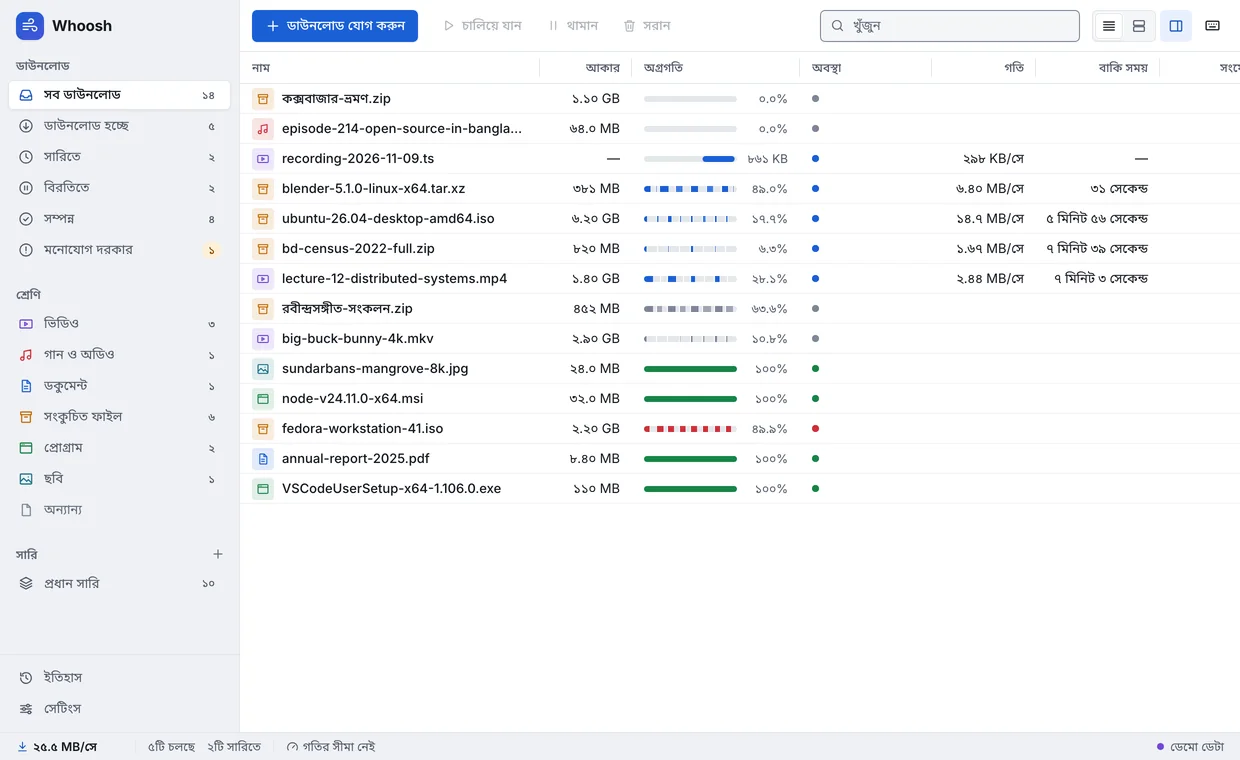 Whoosh
ডাউনলোড যোগ করুন
চালিয়ে যান
থামান
সরান
খুঁজুন
ডাউনলোড
সব ডাউনলোড ১৪
ডাউনলোড হচ্ছে ৫
সারিতে ২
বিরতিতে ২
সম্পন্ন ৪
মনোযোগ দরকার ১
শ্রেণি
ভিডিও ৩
গান ও অডিও ১
ডকুমেন্ট ১
সংকুচিত ফাইল ৬
প্রোগ্রাম ২
ছবি ১
অন্যান্য
সারি
প্রধান সারি ১০
ইতিহাস
সেটিংস
নাম আকার অগ্রগতি অবস্থা গতি বাকি সময়
কক্সবাজার-ভ্রমণ.zip ১.১০ GB ০.০%
episode-214-open-source-in-bangla... ৬৪.০ MB ০.০%
recording-2026-11-09.ts — ৮৬১ KB ২৯৮ KB/সে —
blender-5.1.0-linux-x64.tar.xz ৩৮১ MB ৪৯.০% ৬.৪০ MB/সে ৩১ সেকেন্ড
ubuntu-26.04-desktop-amd64.iso ৬.২০ GB ১৭.৭% ১৪.৭ MB/সে ৫ মিনিট ৫৬ সেকেন্ড
bd-census-2022-full.zip ৮২০ MB ৬.৩% ১.৬৭ MB/সে ৭ মিনিট ৩৯ সেকেন্ড
lecture-12-distributed-systems.mp4 ১.৪০ GB ২৮.১% ২.৪৪ MB/সে ৭ মিনিট ৩ সেকেন্ড
রবীন্দ্রসঙ্গীত-সংকলন.zip ৪৫২ MB ৬৩.৬%
big-buck-bunny-4k.mkv ২.৯০ GB ১০.৮%
sundarbans-mangrove-8k.jpg ২৪.০ MB ১০০%
node-v24.11.0-x64.msi ৩২.০ MB ১০০%
fedora-workstation-41.iso ২.২০ GB ৪৯.৯%
annual-report-2025.pdf ৮.৪০ MB ১০০%
VSCodeUserSetup-x64-1.106.0.exe ১১০ MB ১০০%
২৫.৫ MB/সে ৫টি চলছে ২টি সারিতে গতির সীমা নেই ডেমো ডেটা